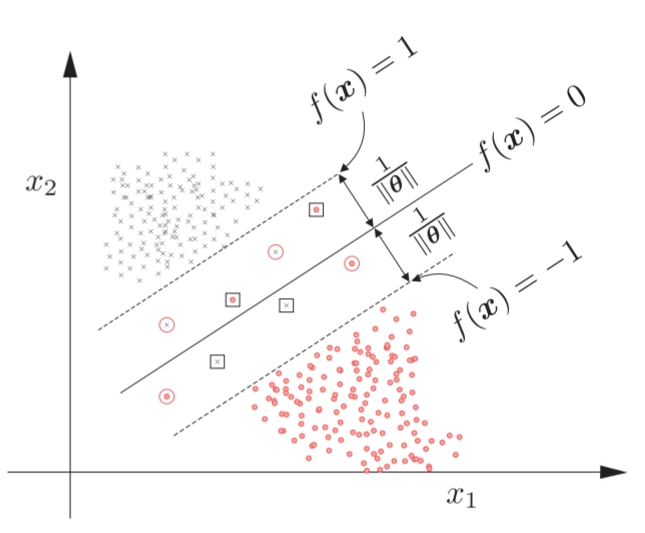 f(x) = 1
f(x) = 0
x₂
1/‖θ‖
1/‖θ‖
f(x) = −1
x₁